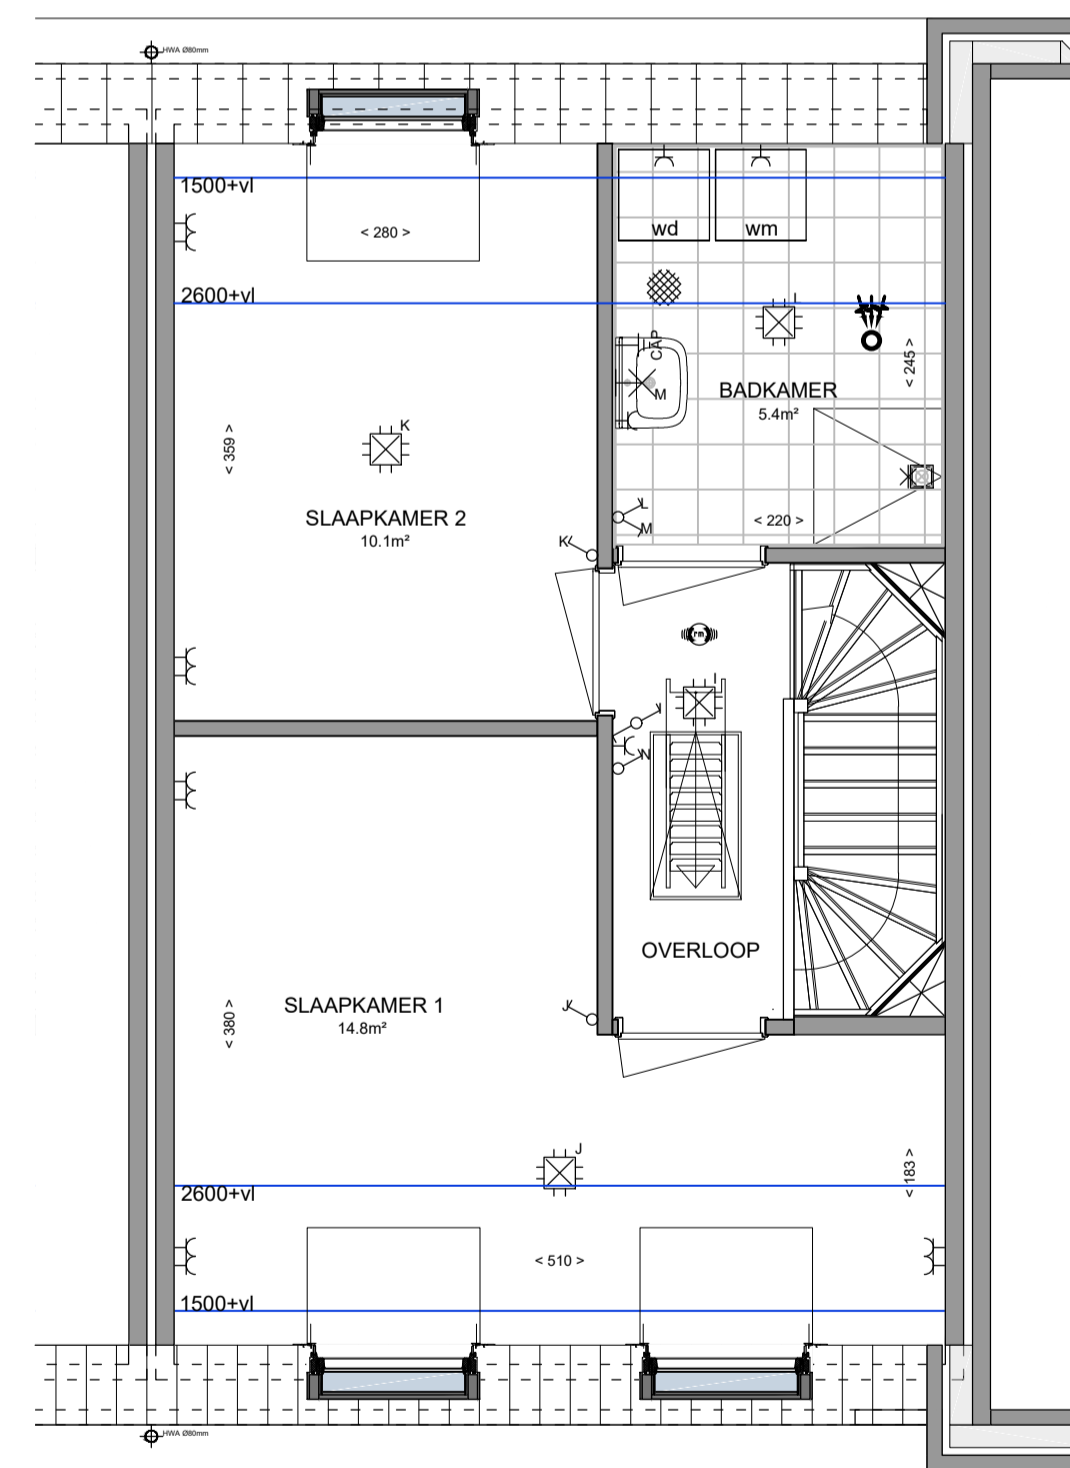 HWA Ø80mm
1500+vl
wd
wm
< 280 >
2600+vl
L
CAP
< 245 >
M
BADKAMER
5.4m²
K
< 359 >
SLAAPKAMER 2
10.1m²
L
< 220 >
M
K
rm
I
I
N
OVERLOOP
SLAAPKAMER 1
14.8m²
J
< 380 >
J
< 183 >
2600+vl
< 510 >
1500+vl
HWA Ø80mm